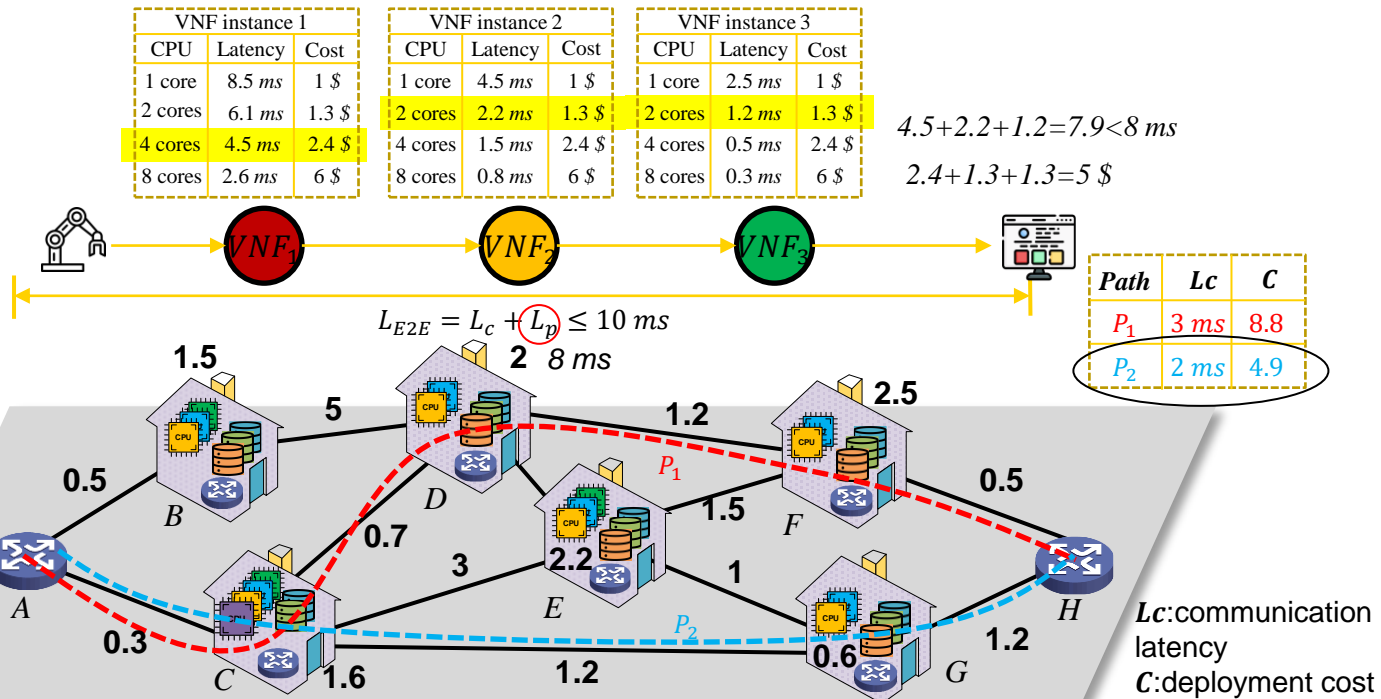 VNF instance 1
CPU Latency Cost
1 core 8.5 ms 1 $
2 cores 6.1 ms 1.3 $
4 cores 4.5 ms 2.4 $
8 cores 2.6 ms 6 $
VNF instance 2
CPU Latency Cost
1 core 4.5 ms 1 $
2 cores 2.2 ms 1.3 $
4 cores 1.5 ms 2.4 $
8 cores 0.8 ms 6 $
VNF instance 3
CPU Latency Cost
1 core 2.5 ms 1 $
2 cores 1.2 ms 1.3 $
4 cores 0.5 ms 2.4 $
8 cores 0.3 ms 6 $
4.5+2.2+1.2=7.9<8 ms
2.4+1.3+1.3=5 $
VNF₁
VNF₂
VNF₃
Path Lc C
P₁ 3 ms 8.8
P₂ 2 ms 4.9
L_E2E = L_c + L_p ≤ 10 ms
8 ms
1.5
2
2.5
5
1.2
0.5
CPU
CPU
CPU
P₁
B
D
F
0.5
0.7
1.5
CPU
3
2.2
1
A
E
H
0.3
CPU
CPU
P₂
C
1.6
1.2
0.6
G
1.2
Lc:communication
latency
C:deployment cost